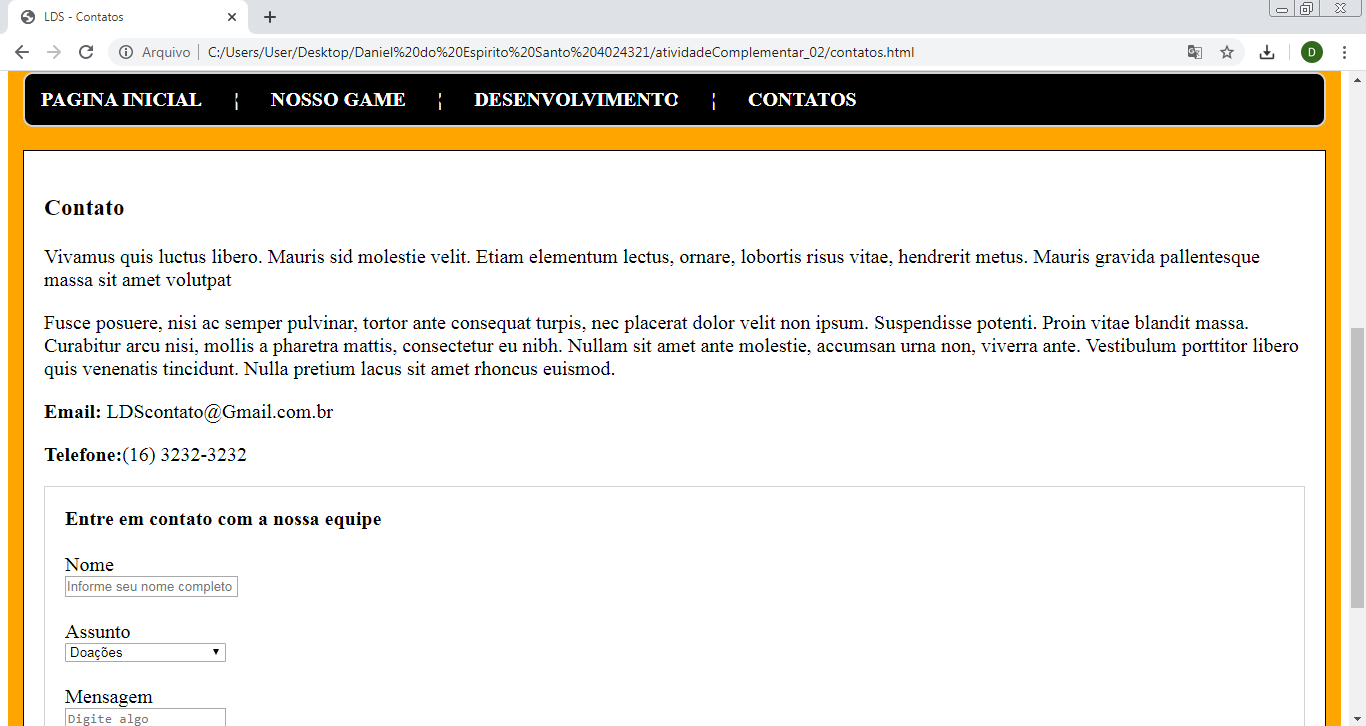 LDS - Contatos
Arquivo | C:/Users/User/Desktop/Daniel%20do%20Espirito%20Santo%204024321/atividadeComplementar_02/contatos.html
D
PAGINA INICIAL ¦ NOSSO GAME ¦ DESENVOLVIMENTO ¦ CONTATOS
Contato
Vivamus quis luctus libero. Mauris sid molestie velit. Etiam elementum lectus, ornare, lobortis risus vitae, hendrerit metus. Mauris gravida pallentesque
massa sit amet volutpat
Fusce posuere, nisi ac semper pulvinar, tortor ante consequat turpis, nec placerat dolor velit non ipsum. Suspendisse potenti. Proin vitae blandit massa.
Curabitur arcu nisi, mollis a pharetra mattis, consectetur eu nibh. Nullam sit amet ante molestie, accumsan urna non, viverra ante. Vestibulum porttitor libero
quis venenatis tincidunt. Nulla pretium lacus sit amet rhoncus euismod.
Email: LDScontato@Gmail.com.br
Telefone:(16) 3232-3232
Entre em contato com a nossa equipe
Nome
Informe seu nome completo
Assunto
Doações
Mensagem
Digite algo